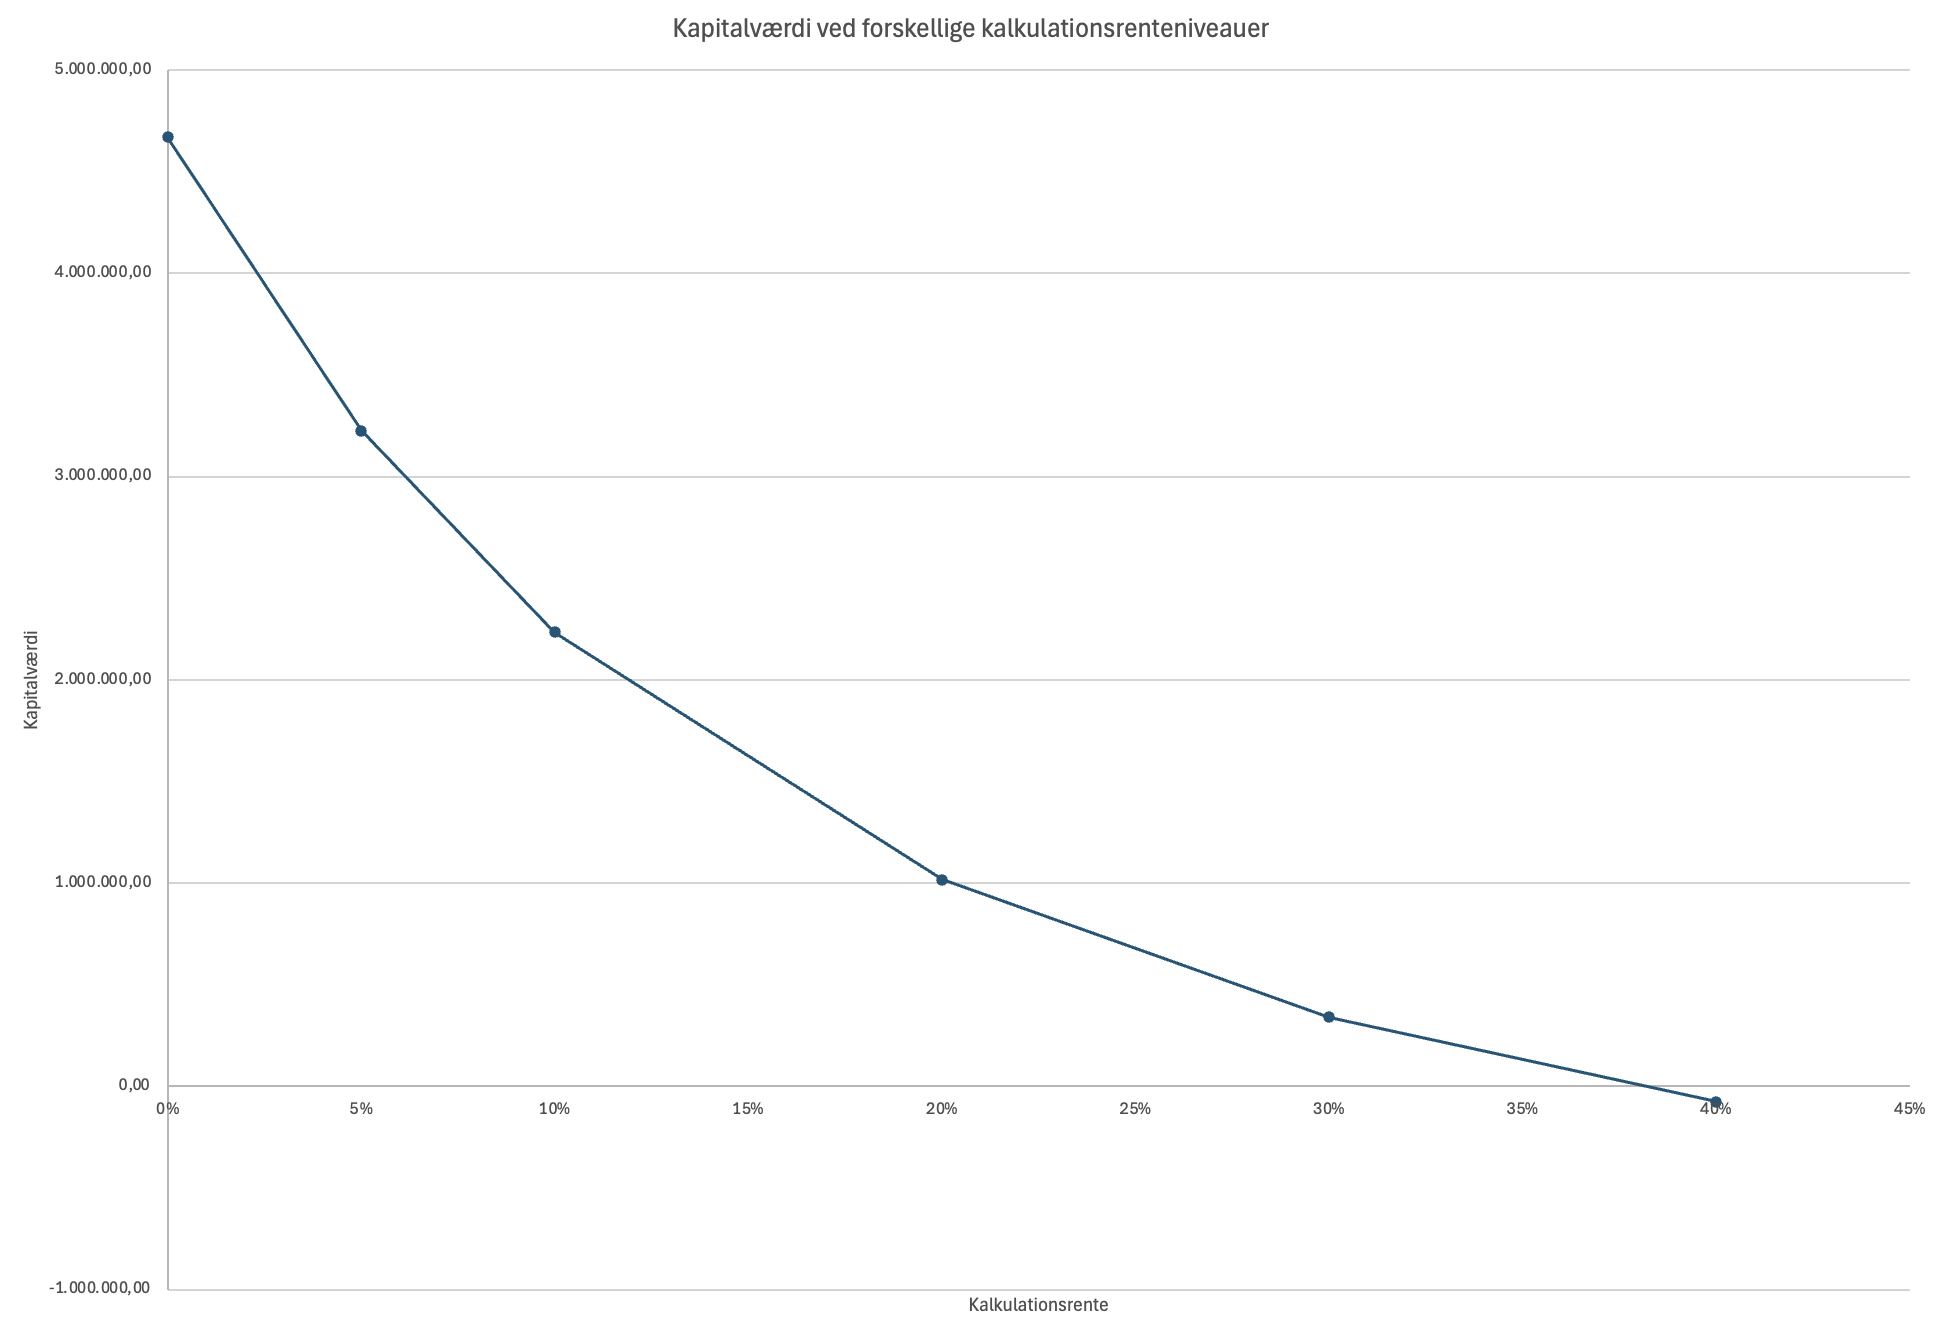 Kapitalværdi ved forskellige kalkulationsrenteniveauer
5.000.000,00
4.000.000,00
3.000.000,00
2.000.000,00
1.000.000,00
0,00
-1.000.000,00
Kapitalværdi
0% 5% 10% 15% 20% 25% 30% 35% 40% 45%
Kalkulationsrente